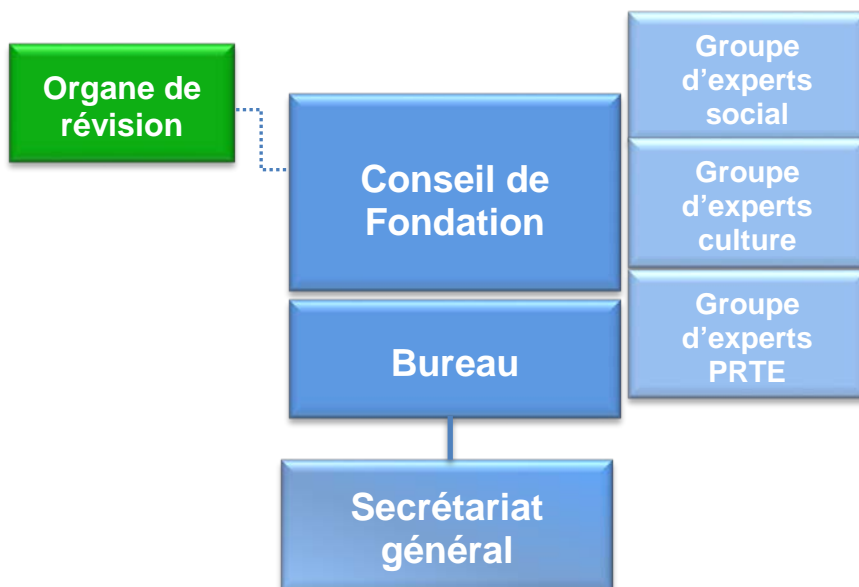 Organe de
révision
Conseil de
Fondation
Bureau
Secrétariat
général
Groupe
d’experts
social
Groupe
d’experts
culture
Groupe
d’experts
PRTE